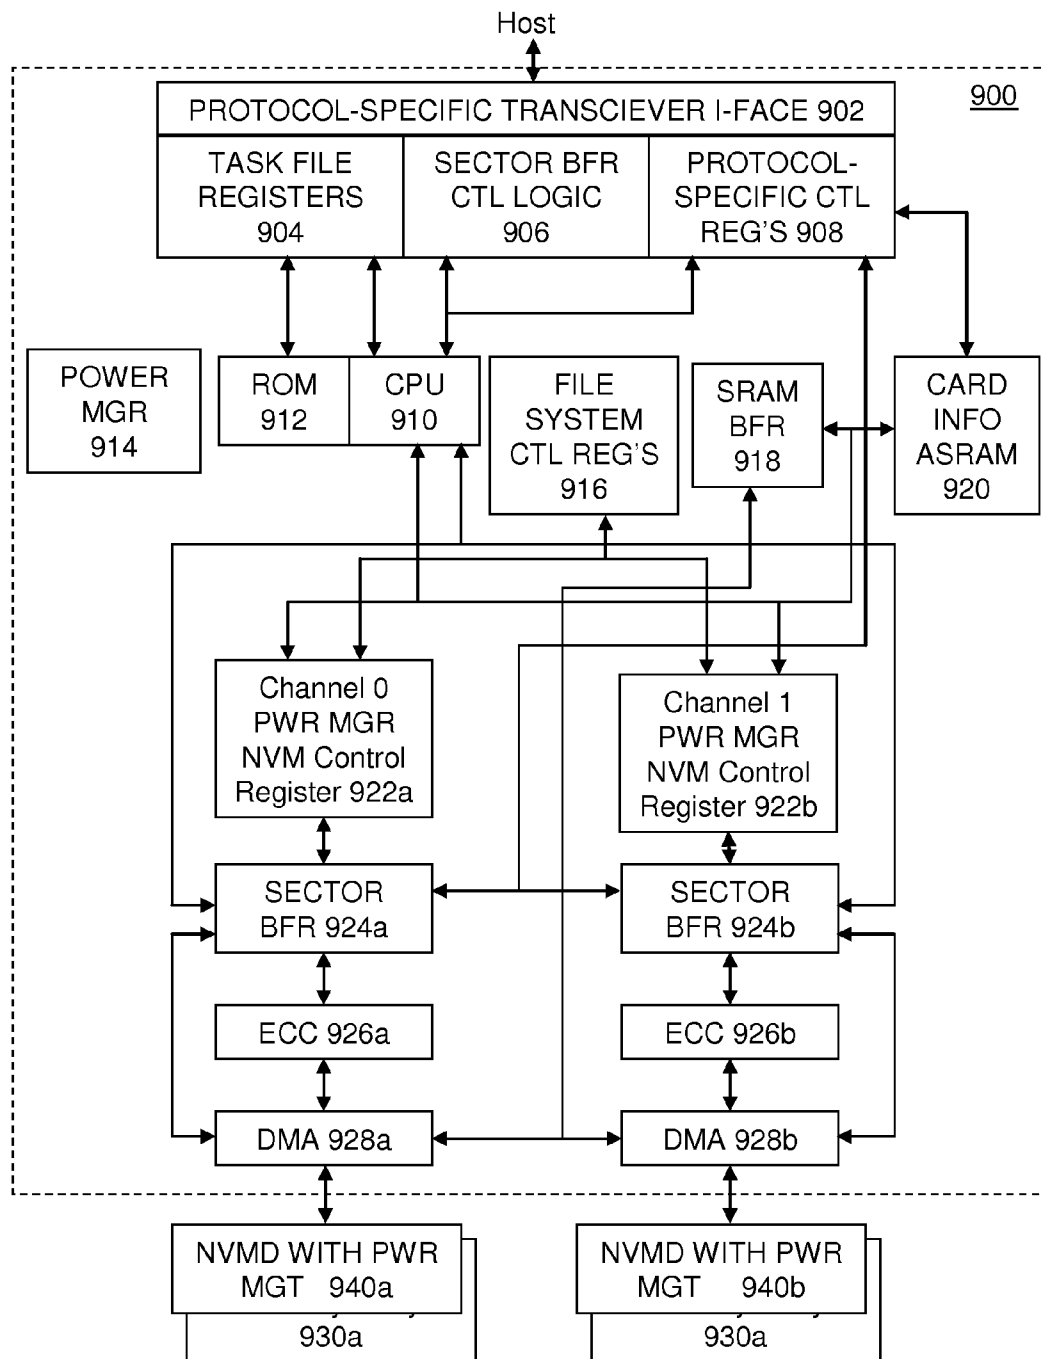 Host
900
PROTOCOL-SPECIFIC TRANSCIEVER I-FACE 902
TASK FILE
REGISTERS
904
SECTOR BFR
CTL LOGIC
906
PROTOCOL-
SPECIFIC CTL
REG'S 908
POWER
MGR
914
ROM
912
CPU
910
FILE
SYSTEM
CTL REG'S
916
SRAM
BFR
918
CARD
INFO
ASRAM
920
Channel 0
PWR MGR
NVM Control
Register 922a
Channel 1
PWR MGR
NVM Control
Register 922b
SECTOR
BFR 924a
SECTOR
BFR 924b
ECC 926a
ECC 926b
DMA 928a
DMA 928b
NVMD WITH PWR
MGT 940a
930a
NVMD WITH PWR
MGT 940b
930a